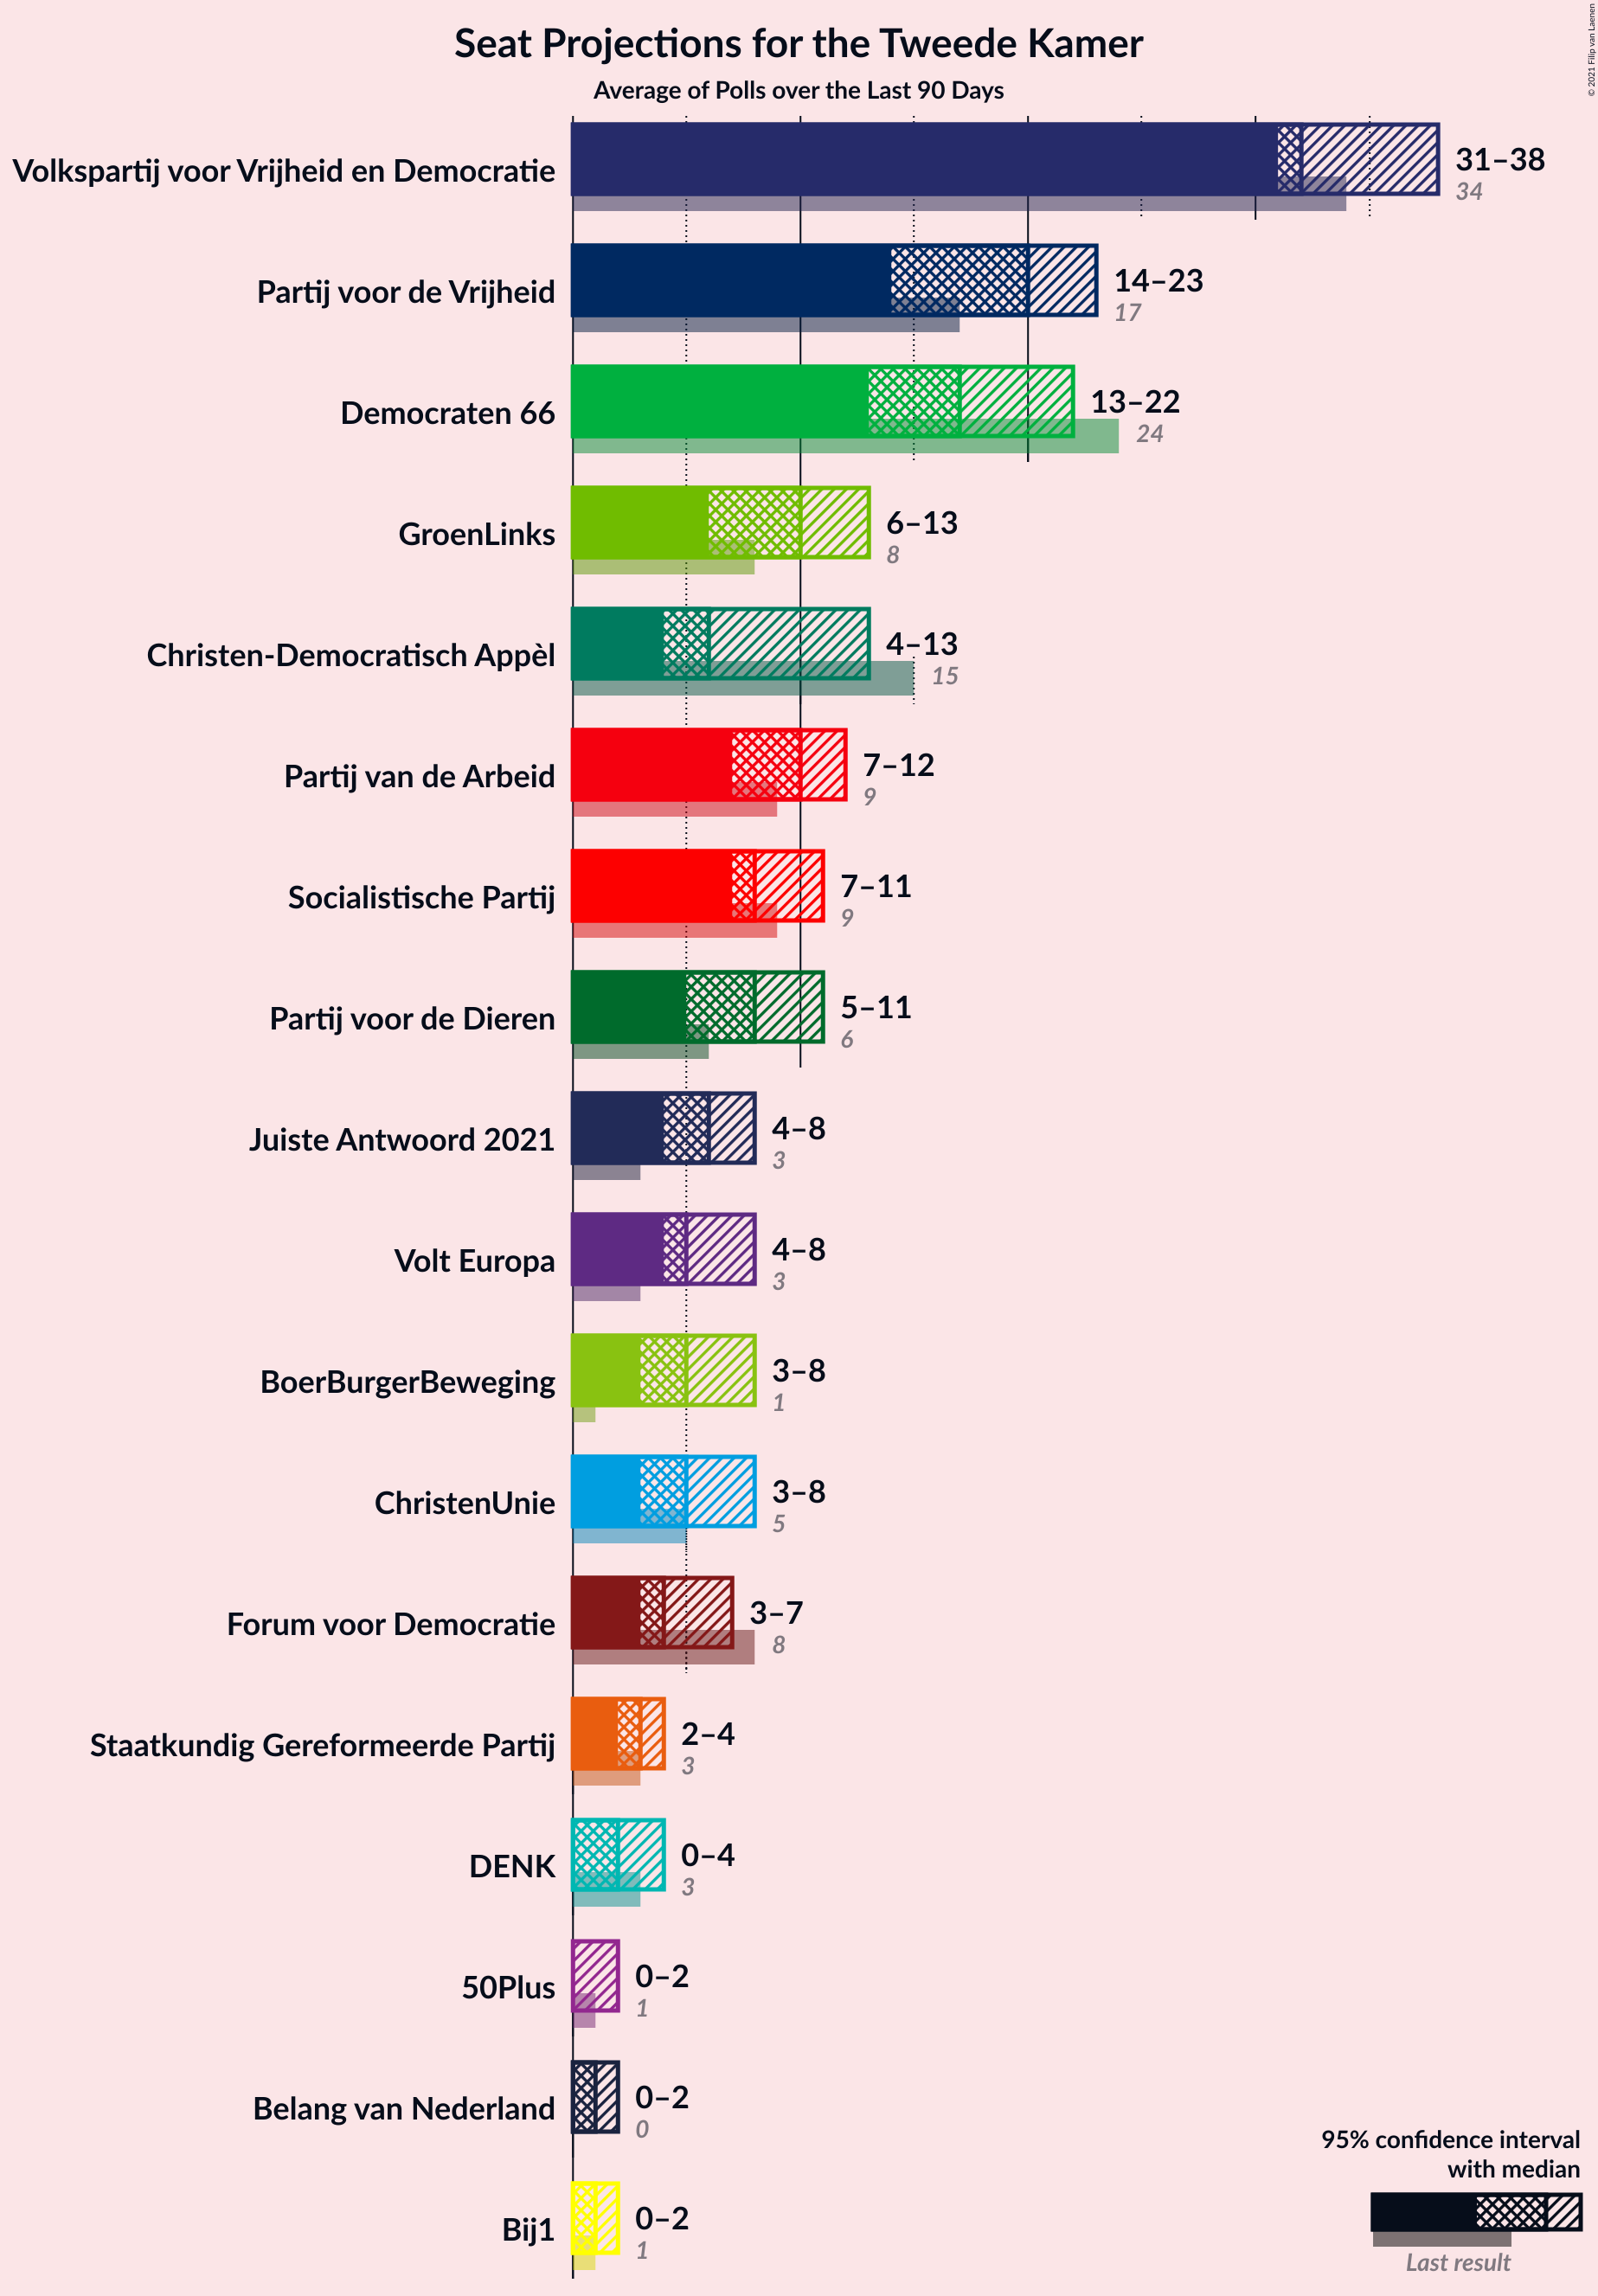 Seat Projections for the Tweede Kamer
Average of Polls over the Last 90 Days
© 2021 Filip van Laenen
Volkspartij voor Vrijheid en Democratie
31–38
34
Partij voor de Vrijheid
14–23
17
Democraten 66
13–22
24
GroenLinks
6–13
8
Christen-Democratisch Appèl
4–13
15
Partij van de Arbeid
7–12
9
Socialistische Partij
7–11
9
Partij voor de Dieren
5–11
6
Juiste Antwoord 2021
4–8
3
Volt Europa
4–8
3
BoerBurgerBeweging
3–8
1
ChristenUnie
3–8
5
Forum voor Democratie
3–7
8
Staatkundig Gereformeerde Partij
2–4
3
DENK
0–4
3
50Plus
0–2
1
Belang van Nederland
0–2
0
Bij1
0–2
1
95% confidence interval
with median
Last result